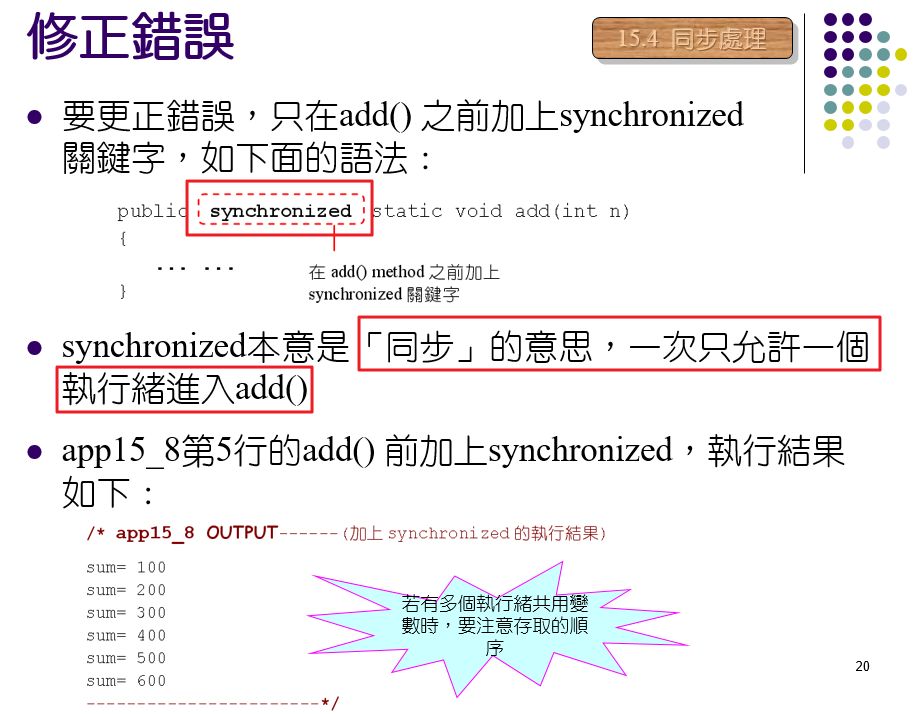 修正錯誤
15.4 同步處理
要更正錯誤，只在add() 之前加上synchronized
關鍵字，如下面的語法：
public synchronized static void add(int n)
{
... ...
}
在 add() method 之前加上
synchronized 關鍵字
synchronized本意是「同步」的意思，一次只允許一個
執行緒進入add()
app15_8第5行的add() 前加上synchronized，執行結果
如下：
/* app15_8 OUTPUT------(加上 synchronized 的執行結果)
sum= 100
sum= 200
sum= 300
sum= 400
sum= 500
sum= 600
-----------------------*/
若有多個執行緒共用變
數時，要注意存取的順
序
20